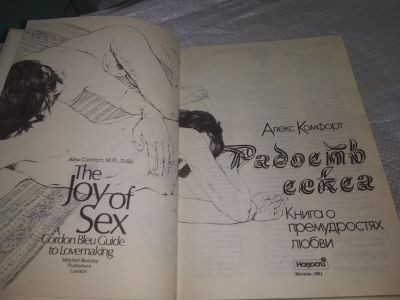 Alex Comfort, M.D., D.Sc.
The
Joy of
Sex
A
Cordon Bleu Guide
to Lovemaking
Mitchell Beazley
Publishers
London
Алекс Комфорт
Радость
секса
Книга о
премудростях
любви
Новости
Москва, 1991